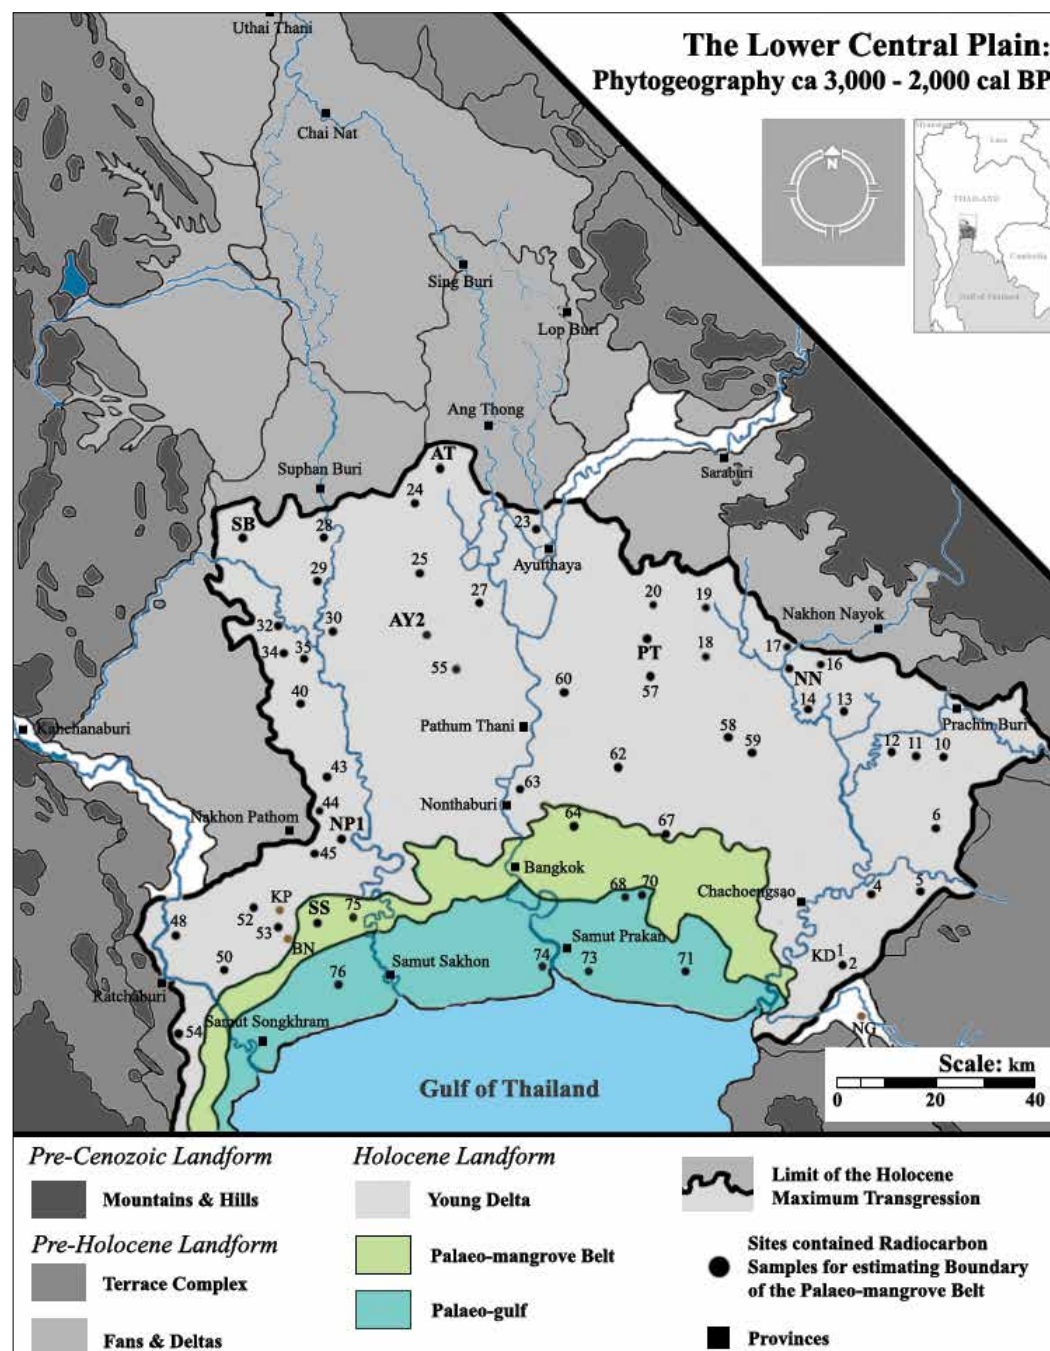 The Lower Central Plain:
Phytogeography ca 3,000 - 2,000 cal BP
N
Laos
THAILAND
Cambodia
Gulf of Thailand
Uthai Thani
Chai Nat
Sing Buri
Lop Buri
Ang Thong
Saraburi
AT
Suphan Buri
24
SB
28
23
Ayutthaya
25
29
27
20
19
Nakhon Nayok
32
30
AY2
PT
18
17
16
34
35
55
57
NN
40
60
14
13
Prachin Buri
Kanchanaburi
Pathum Thani
58
59
12
11
10
43
62
63
44
Nonthaburi
Nakhon Pathom
NP1
64
67
6
45
Bangkok
KP
SS
75
68
70
Chachoengsao
4
5
52
53
48
BN
Samut Prakan
KD
1
2
50
76
Samut Sakhon
74
73
71
Ratchaburi
54
Samut Songkhram
NG
Gulf of Thailand
Scale: km
0 20 40
Pre-Cenozoic Landform
Mountains & Hills
Pre-Holocene Landform
Terrace Complex
Fans & Deltas
Holocene Landform
Young Delta
Palaeo-mangrove Belt
Palaeo-gulf
Limit of the Holocene
Maximum Transgression
Sites contained Radiocarbon
Samples for estimating Boundary
of the Palaeo-mangrove Belt
Provinces